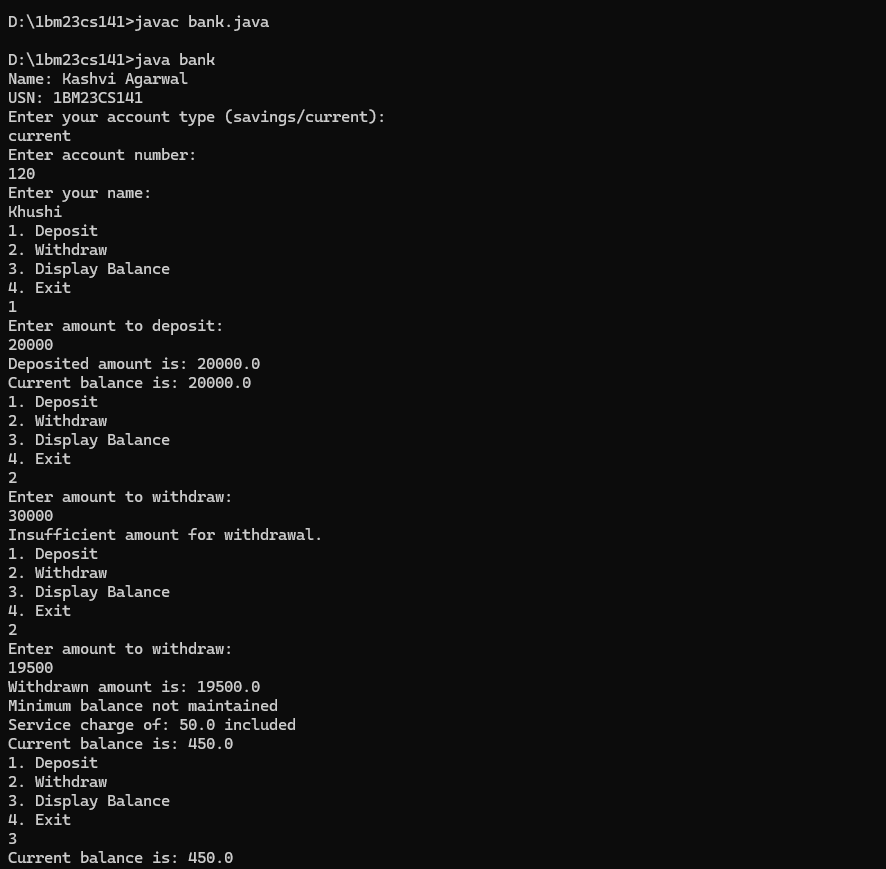 D:\1bm23cs141>javac bank.java
D:\1bm23cs141>java bank
Name: Kashvi Agarwal
USN: 1BM23CS141
Enter your account type (savings/current):
current
Enter account number:
120
Enter your name:
Khushi
1. Deposit
2. Withdraw
3. Display Balance
4. Exit
1
Enter amount to deposit:
20000
Deposited amount is: 20000.0
Current balance is: 20000.0
1. Deposit
2. Withdraw
3. Display Balance
4. Exit
2
Enter amount to withdraw:
30000
Insufficient amount for withdrawal.
1. Deposit
2. Withdraw
3. Display Balance
4. Exit
2
Enter amount to withdraw:
19500
Withdrawn amount is: 19500.0
Minimum balance not maintained
Service charge of: 50.0 included
Current balance is: 450.0
1. Deposit
2. Withdraw
3. Display Balance
4. Exit
3
Current balance is: 450.0